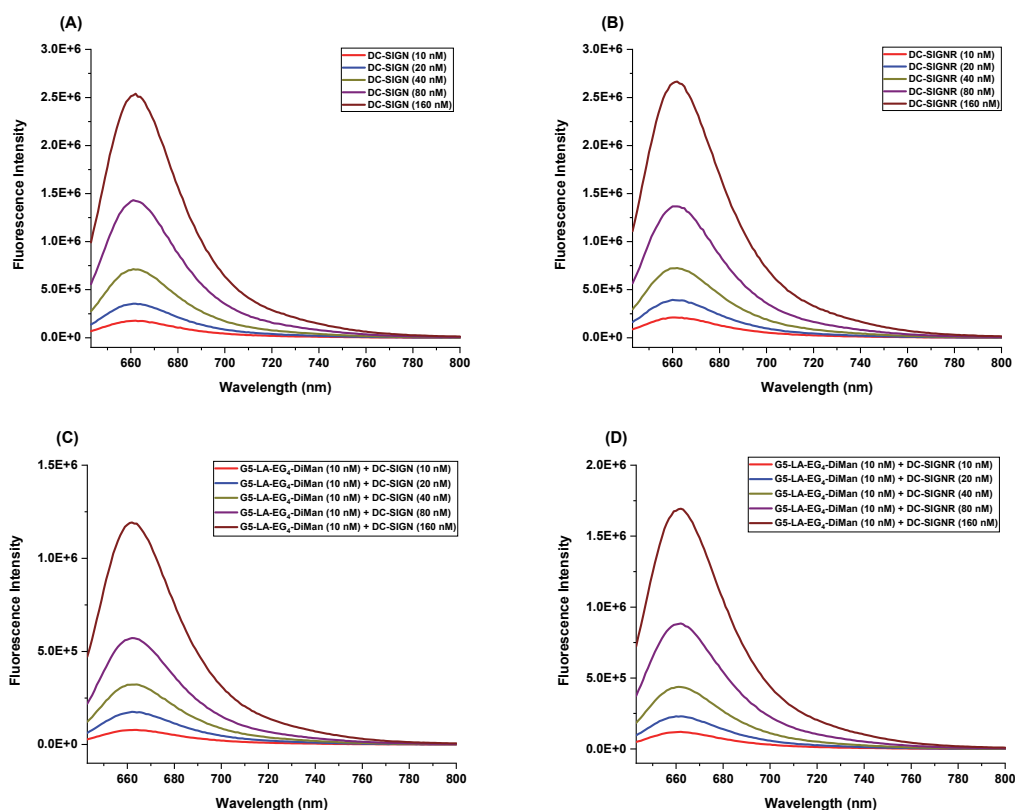 (A)
3.0E+6
2.5E+6
2.0E+6
1.5E+6
1.0E+6
5.0E+5
0.0E+0
Fluorescence Intensity
DC-SIGN (10 nM)
DC-SIGN (20 nM)
DC-SIGN (40 nM)
DC-SIGN (80 nM)
DC-SIGN (160 nM)
660 680 700 720 740 760 780 800
Wavelength (nm)
(B)
3.0E+6
2.5E+6
2.0E+6
1.5E+6
1.0E+6
5.0E+5
0.0E+0
Fluorescence Intensity
DC-SIGNR (10 nM)
DC-SIGNR (20 nM)
DC-SIGNR (40 nM)
DC-SIGNR (80 nM)
DC-SIGNR (160 nM)
660 680 700 720 740 760 780 800
Wavelength (nm)
(C)
1.5E+6
1.0E+6
5.0E+5
0.0E+0
Fluorescence Intensity
G5-LA-EG₄-DiMan (10 nM) + DC-SIGN (10 nM)
G5-LA-EG₄-DiMan (10 nM) + DC-SIGN (20 nM)
G5-LA-EG₄-DiMan (10 nM) + DC-SIGN (40 nM)
G5-LA-EG₄-DiMan (10 nM) + DC-SIGN (80 nM)
G5-LA-EG₄-DiMan (10 nM) + DC-SIGN (160 nM)
660 680 700 720 740 760 780 800
Wavelength (nm)
(D)
2.0E+6
1.5E+6
1.0E+6
5.0E+5
0.0E+0
Fluorescence Intensity
G5-LA-EG₄-DiMan (10 nM) + DC-SIGNR (10 nM)
G5-LA-EG₄-DiMan (10 nM) + DC-SIGNR (20 nM)
G5-LA-EG₄-DiMan (10 nM) + DC-SIGNR (40 nM)
G5-LA-EG₄-DiMan (10 nM) + DC-SIGNR (80 nM)
G5-LA-EG₄-DiMan (10 nM) + DC-SIGNR (160 nM)
660 680 700 720 740 760 780 800
Wavelength (nm)